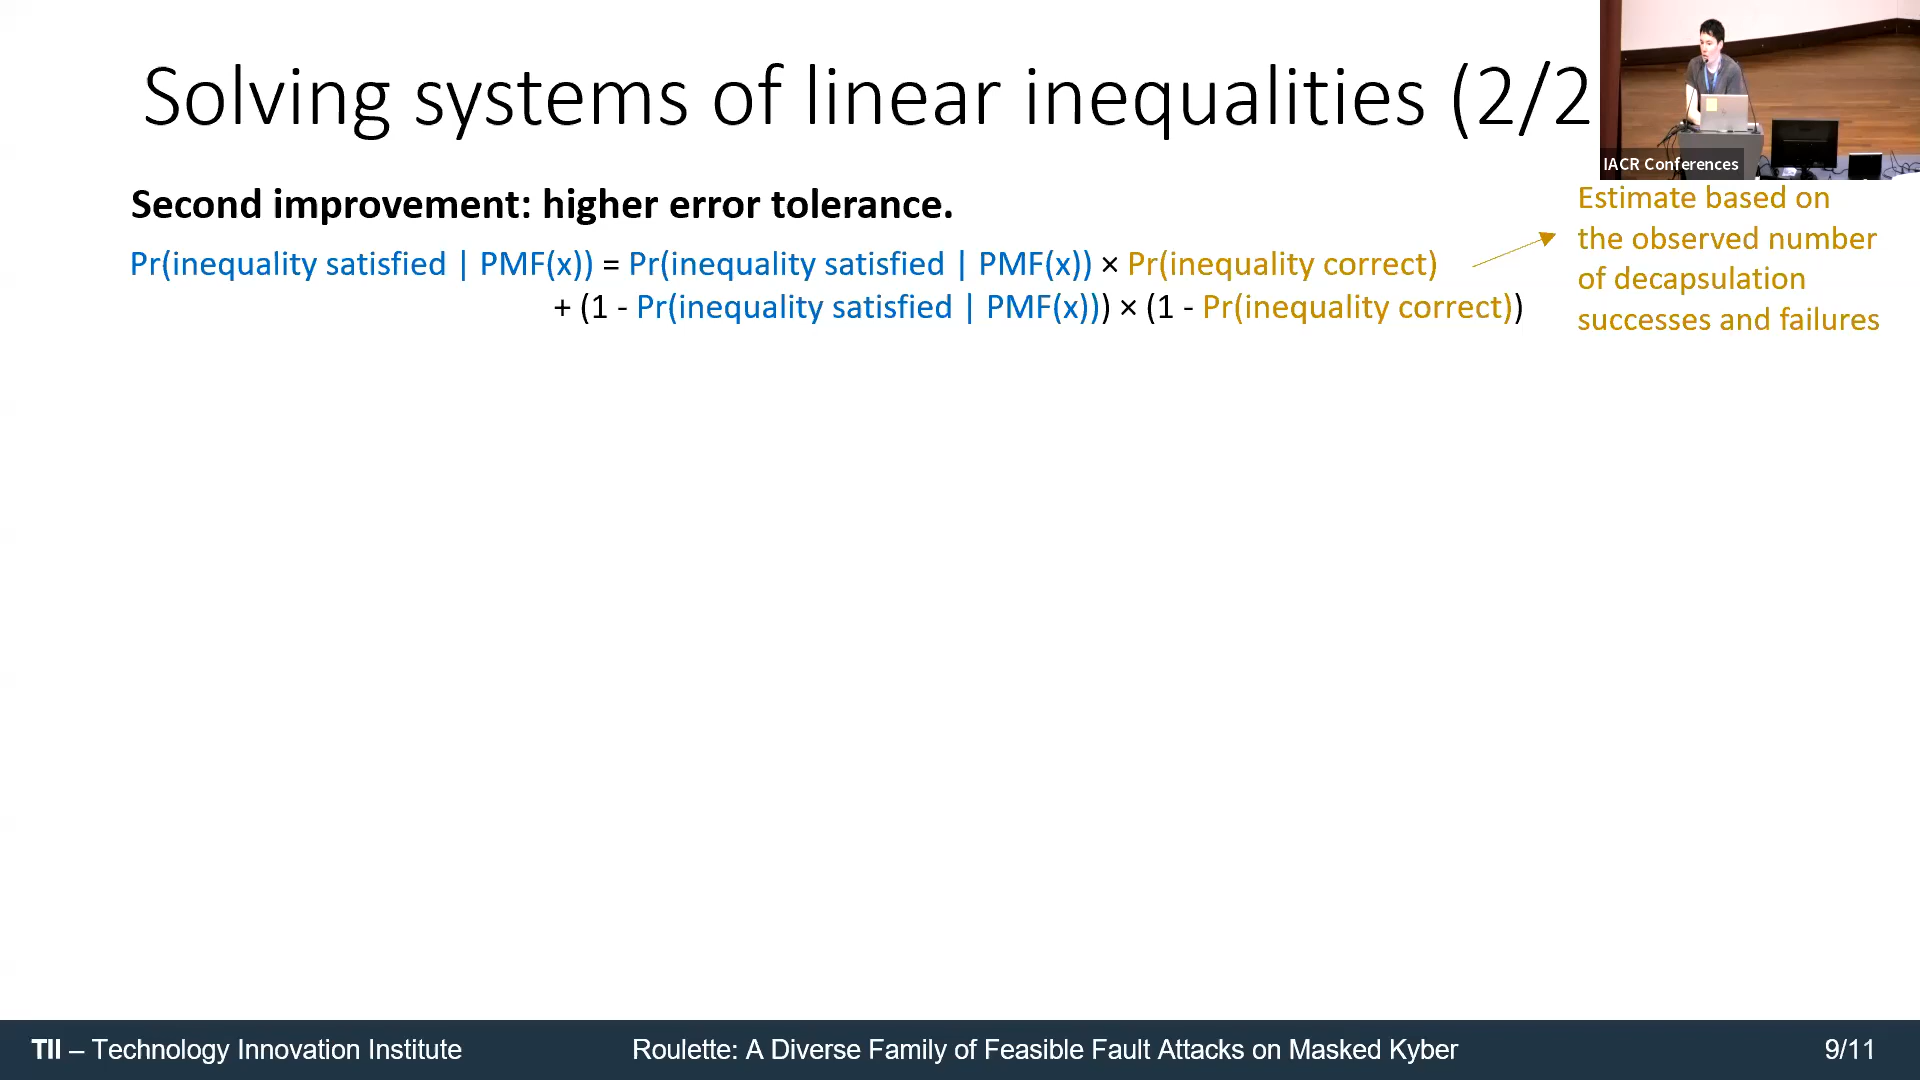 Solving systems of linear inequalities (2/2
IACR Conferences
Second improvement: higher error tolerance.
Pr(inequality satisfied | PMF(x)) = Pr(inequality satisfied | PMF(x)) × Pr(inequality correct)
+ (1 - Pr(inequality satisfied | PMF(x))) × (1 - Pr(inequality correct))
Estimate based on
the observed number
of decapsulation
successes and failures
TII – Technology Innovation Institute
Roulette: A Diverse Family of Feasible Fault Attacks on Masked Kyber
9/11